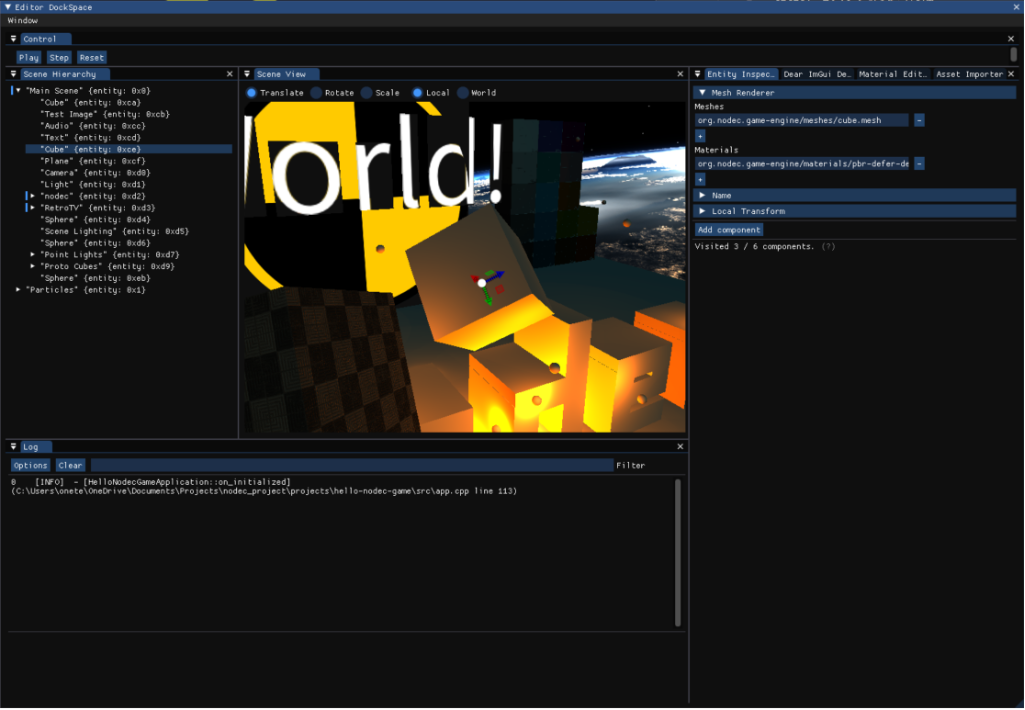 Editor DockSpace
Window
Control
Play Step Reset
Scene Hierarchy
"Main Scene" {entity: 0x0}
"Cube" {entity: 0xca}
"Test Image" {entity: 0xcb}
"Audio" {entity: 0xcc}
"Text" {entity: 0xcd}
"Cube" {entity: 0xce}
"Plane" {entity: 0xcf}
"Camera" {entity: 0xd0}
"Light" {entity: 0xd1}
"nodec" {entity: 0xd2}
"RetroTV" {entity: 0xd3}
"Sphere" {entity: 0xd4}
"Scene Lighting" {entity: 0xd5}
"Sphere" {entity: 0xd6}
"Point Lights" {entity: 0xd7}
"Proto Cubes" {entity: 0xd9}
"Sphere" {entity: 0xeb}
"Particles" {entity: 0x1}
Scene View
Translate Rotate Scale Local World
orld!
Entity Inspec… Dear ImGui De… Material Edit… Asset Importer
Mesh Renderer
Meshes
org.nodec.game-engine/meshes/cube.mesh -
+
Materials
org.nodec.game-engine/materials/pbr-defer-de -
+
Name
Local Transform
Add component
Visited 3 / 6 components. (?)
Log
Options Clear Filter
0 [INFO] - [HelloNodecGameApplication::on_initialized]
(C:\Users\onete\OneDrive\Documents\Projects\nodec_project\projects\hello-nodec-game\src\app.cpp line 113)